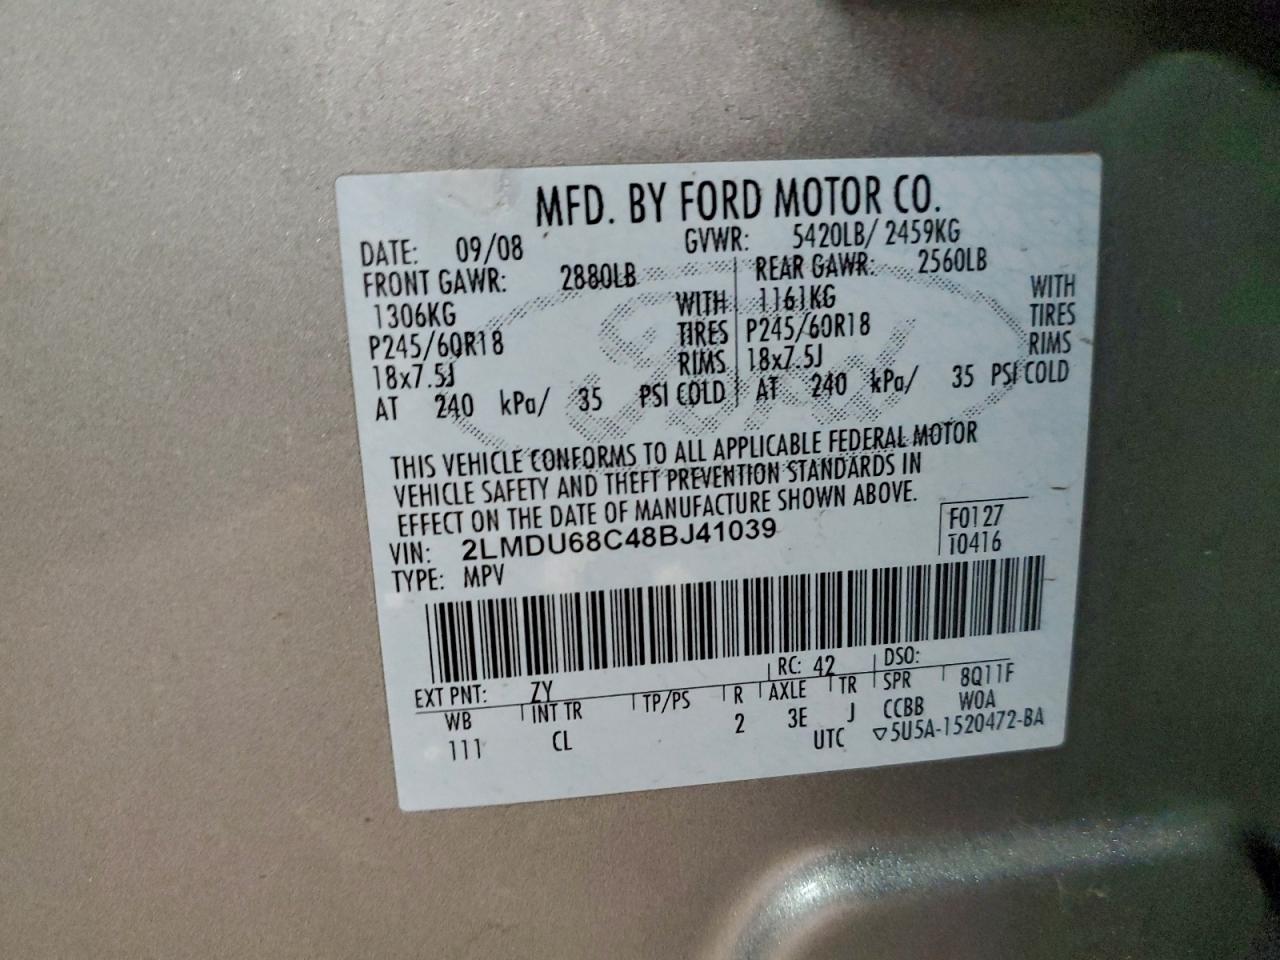 MFD. BY FORD MOTOR CO.
DATE: 09/08 GVWR: 5420LB/ 2459KG
FRONT GAWR: 2880LB REAR GAWR: 2560LB
1306KG WITH 1161KG WITH
P245/60R18 TIRES P245/60R18 TIRES
18x7.5J RIMS 18x7.5J RIMS
AT 240 kPa/ 35 PSI COLD AT 240 kPa/ 35 PSI COLD
THIS VEHICLE CONFORMS TO ALL APPLICABLE FEDERAL MOTOR
VEHICLE SAFETY AND THEFT PREVENTION STANDARDS IN
EFFECT ON THE DATE OF MANUFACTURE SHOWN ABOVE.
VIN: 2LMDU68C48BJ41039 F0127
TYPE: MPV T0416
EXT PNT: ZY RC: 42 DSO:
WB INT TR TP/PS R AXLE TR SPR 8Q11F
111 CL 2 3E J CCBB WOA
UTC ▽5U5A-1520472-BA